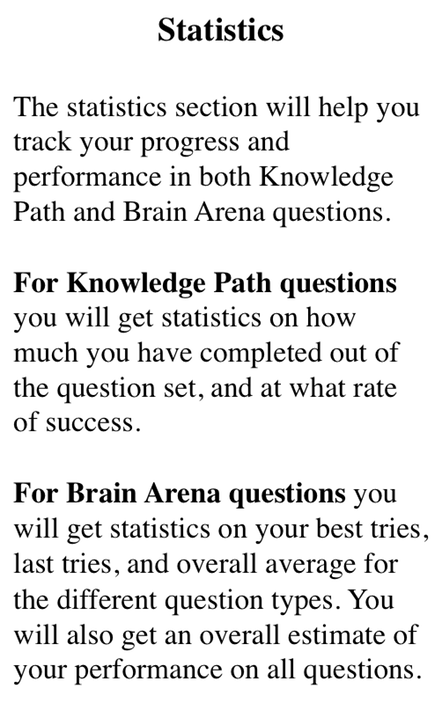 Statistics
The statistics section will help you
track your progress and
performance in both Knowledge
Path and Brain Arena questions.
For Knowledge Path questions
you will get statistics on how
much you have completed out of
the question set, and at what rate
of success.
For Brain Arena questions you
will get statistics on your best tries,
last tries, and overall average for
the different question types. You
will also get an overall estimate of
your performance on all questions.